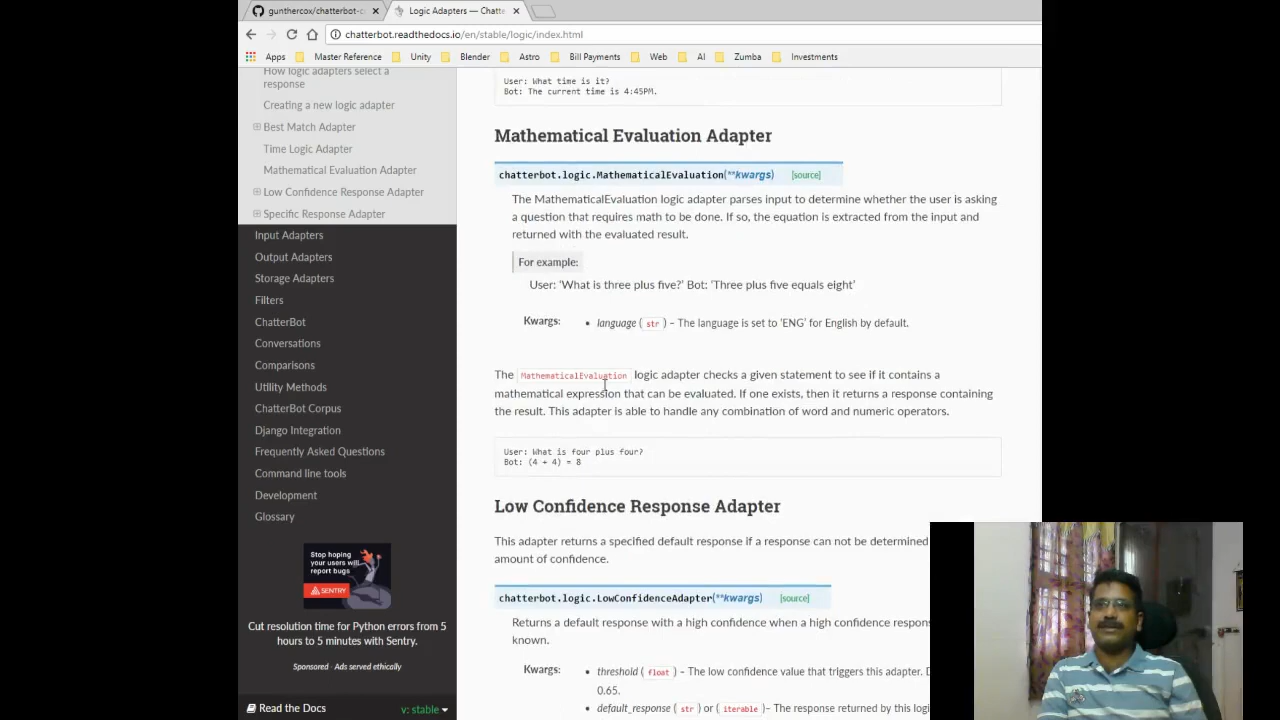 gunthercox/chatterbot-c
Logic Adapters — Chatte
chatterbot.readthedocs.io/en/stable/logic/index.html
Apps Master Reference Unity Blender Astro Bill Payments Web AI Zumba Investments
How logic adapters select a
response
Creating a new logic adapter
Best Match Adapter
Time Logic Adapter
Mathematical Evaluation Adapter
Low Confidence Response Adapter
Specific Response Adapter
Input Adapters
Output Adapters
Storage Adapters
Filters
ChatterBot
Conversations
Comparisons
Utility Methods
ChatterBot Corpus
Django Integration
Frequently Asked Questions
Command line tools
Development
Glossary
Stop hoping
your users will
report bugs
SENTRY
Cut resolution time for Python errors from 5
hours to 5 minutes with Sentry.
Sponsored · Ads served ethically
Read the Docs v: stable
User: What time is it?
Bot: The current time is 4:45PM.
Mathematical Evaluation Adapter
chatterbot.logic.MathematicalEvaluation(**kwargs) [source]
The MathematicalEvaluation logic adapter parses input to determine whether the user is asking
a question that requires math to be done. If so, the equation is extracted from the input and
returned with the evaluated result.
For example:
User: ‘What is three plus five?’ Bot: ‘Three plus five equals eight’
Kwargs: • language (str) – The language is set to ‘ENG’ for English by default.
The MathematicalEvaluation logic adapter checks a given statement to see if it contains a
mathematical expression that can be evaluated. If one exists, then it returns a response containing
the result. This adapter is able to handle any combination of word and numeric operators.
User: What is four plus four?
Bot: (4 + 4) = 8
Low Confidence Response Adapter
This adapter returns a specified default response if a response can not be determined
amount of confidence.
chatterbot.logic.LowConfidenceAdapter(**kwargs) [source]
Returns a default response with a high confidence when a high confidence respon
known.
Kwargs: • threshold (float) – The low confidence value that triggers this adapter. D
0.65.
• default_response (str) or (iterable)– The response returned by this logi